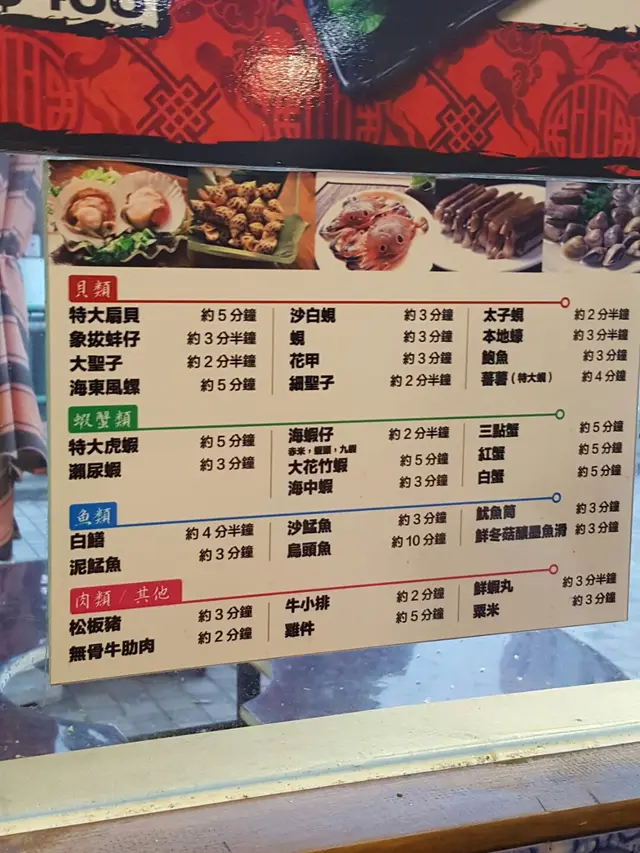 $ 100
貝類
特大扇貝 約5分鐘 沙白蜆 約3分鐘 太子蜆 約2分半鐘
象拔蚌仔 約3分半鐘 蜆 約3分鐘 本地蠔 約3分半鐘
大聖子 約2分半鐘 花甲 約3分鐘 鮑魚 約3分鐘
海東風螺 約5分鐘 細聖子 約2分半鐘 蕃薯(特大蜆) 約4分鐘
蝦蟹類
特大虎蝦 約5分鐘 海蝦仔 約2分半鐘 三點蟹 約5分鐘
赤米，蝦頭，九蝦
瀨尿蝦 約3分鐘 大花竹蝦 約5分鐘 紅蟹 約5分鐘
海中蝦 約3分鐘 白蟹 約5分鐘
魚類
白鱔 約4分半鐘 沙鯭魚 約3分鐘 魷魚筒 約3分鐘
泥鯭魚 約3分鐘 烏頭魚 約10分鐘 鮮冬菇釀墨魚滑 約3分鐘
肉類 / 其他
松板豬 約3分鐘 牛小排 約2分鐘 鮮蝦丸 約3分半鐘
無骨牛肋肉 約2分鐘 雞件 約5分鐘 粟米 約3分鐘